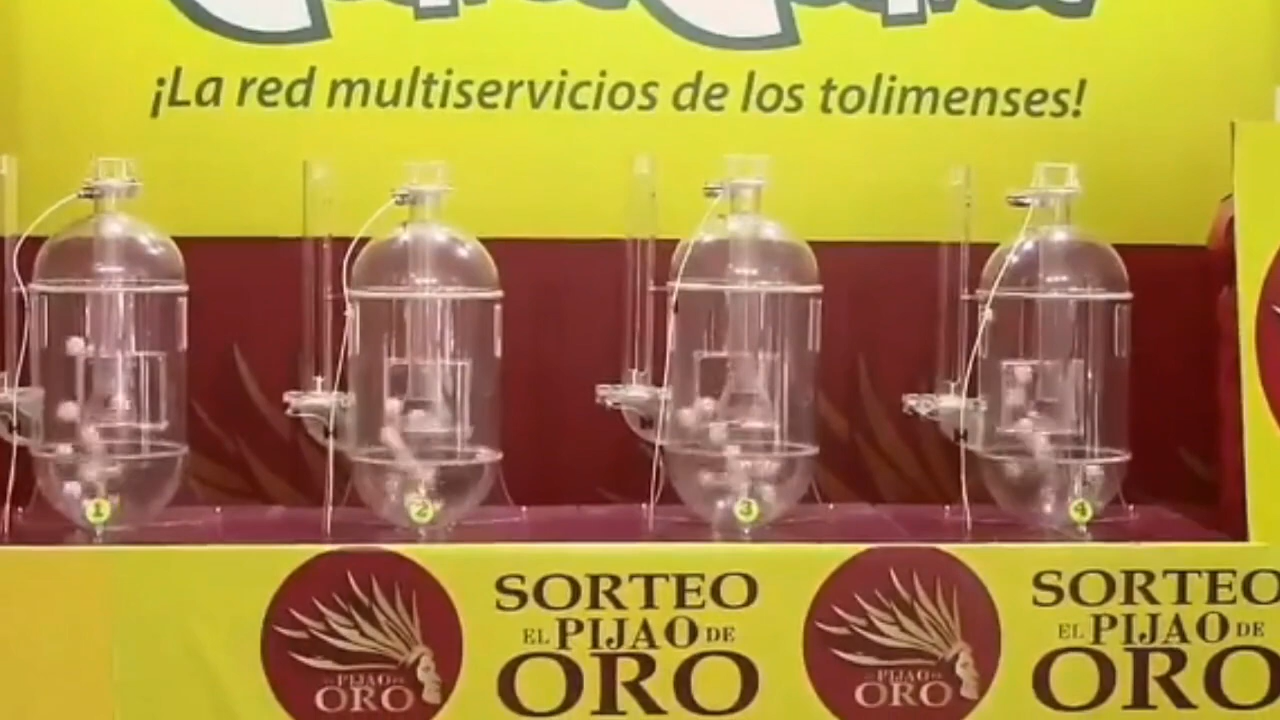 ¡La red multiservicios de los tolimenses!
1
2
3
4
SORTEO
EL PIJAO DE
ORO
SORTEO
EL PIJAO DE
ORO
EL PIJAO DE
ORO
PIJAO DE
ORO